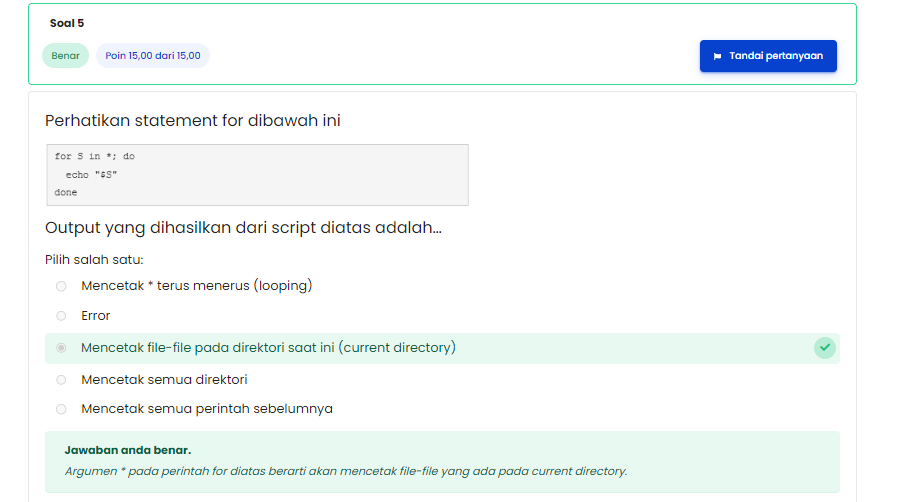 Soal 5
Benar
Poin 15,00 dari 15,00
Tandai pertanyaan
Perhatikan statement for dibawah ini
for S in *; do
echo "$S"
done
Output yang dihasilkan dari script diatas adalah...
Pilih salah satu:
Mencetak * terus menerus (looping)
Error
Mencetak file-file pada direktori saat ini (current directory)
Mencetak semua direktori
Mencetak semua perintah sebelumnya
Jawaban anda benar.
Argumen * pada perintah for diatas berarti akan mencetak file-file yang ada pada current directory.